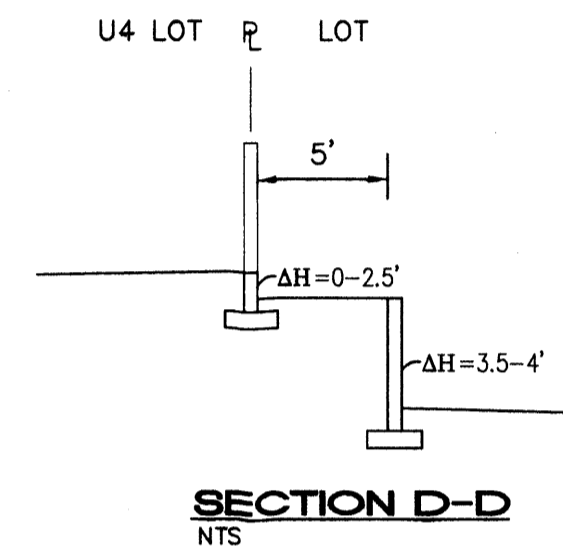 U4 LOT ⅊ LOT
5'
ΔH=0-2.5'
ΔH=3.5-4'
SECTION D-D
NTS